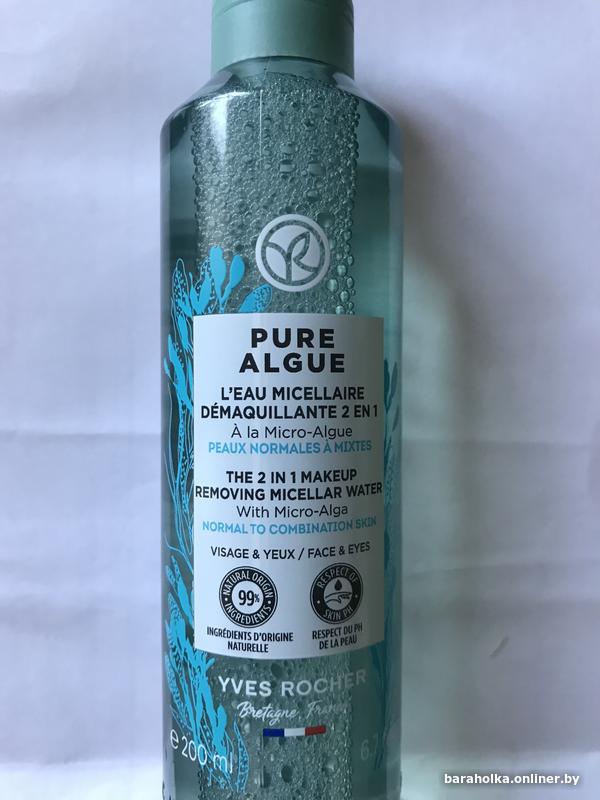 PURE
ALGUE
L'EAU MICELLAIRE
DÉMAQUILLANTE 2 EN 1
À la Micro-Algue
PEAUX NORMALES À MIXTES
THE 2 IN 1 MAKEUP
REMOVING MICELLAR WATER
With Micro-Alga
NORMAL TO COMBINATION SKIN
VISAGE & YEUX / FACE & EYES
NATURAL ORIGIN
99%
INGREDIENTS
RESPECT OF
SKIN PH
INGRÉDIENTS D'ORIGINE
NATURELLE
RESPECT DU PH
DE LA PEAU
YVES ROCHER
Bretagne, France
e 200 ml
baraholka.onliner.by